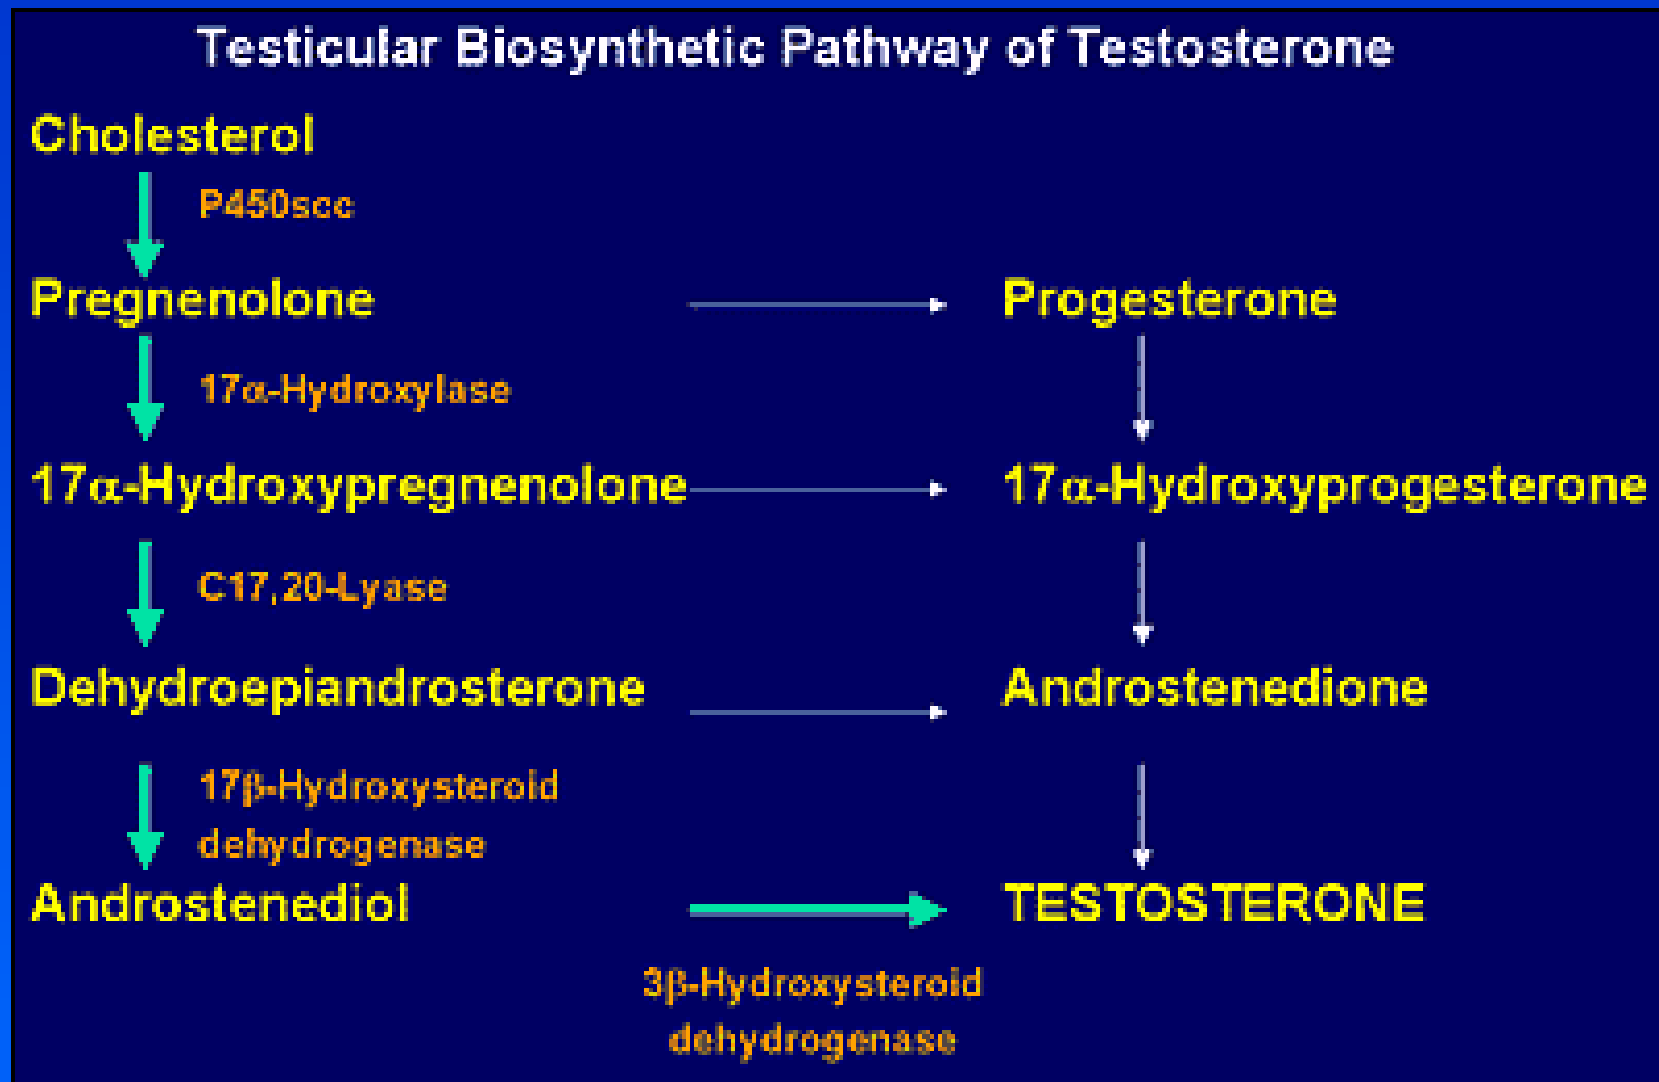 Testicular Biosynthetic Pathway of Testosterone
Cholesterol
P450scc
Pregnenolone
Progesterone
17α-Hydroxylase
17α-Hydroxypregnenolone
17α-Hydroxyprogesterone
C17,20-Lyase
Dehydroepiandrosterone
Androstenedione
17β-Hydroxysteroid
dehydrogenase
Androstenediol
TESTOSTERONE
3β-Hydroxysteroid
dehydrogenase